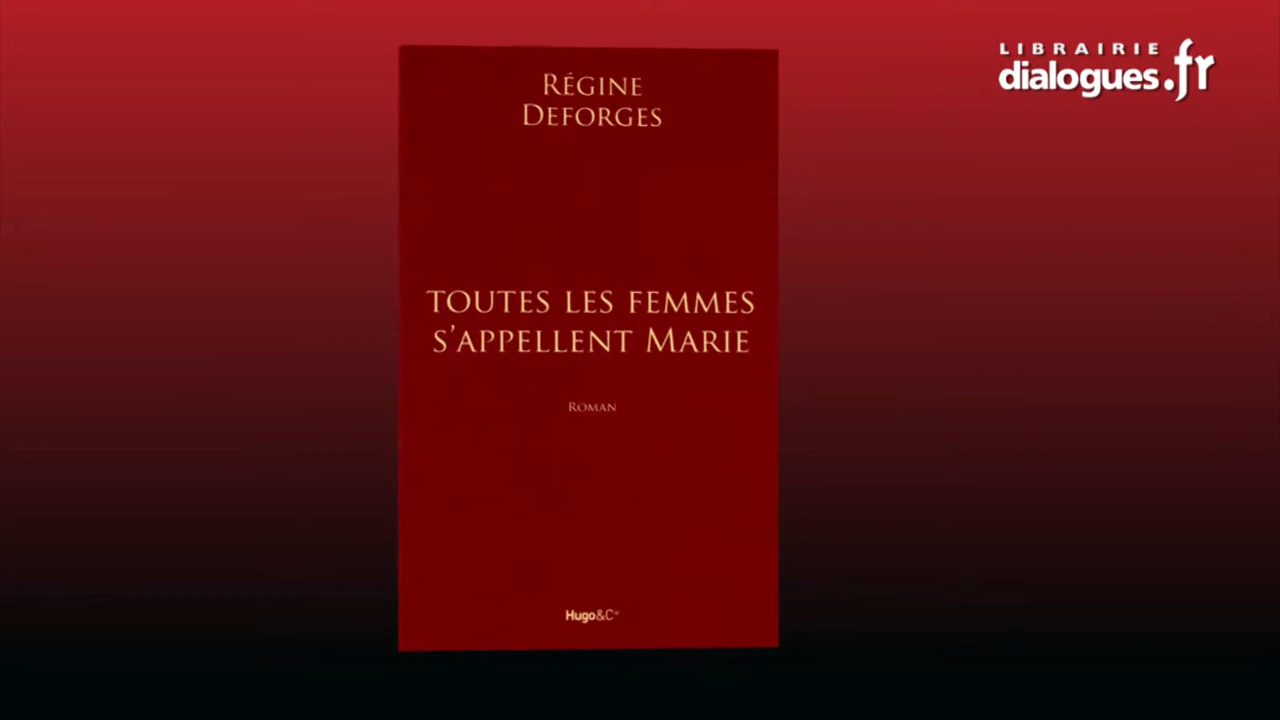 LIBRAIRIE
dialogues.fr
RÉGINE
DEFORGES
TOUTES LES FEMMES
S'APPELLENT MARIE
ROMAN
Hugo&Cie